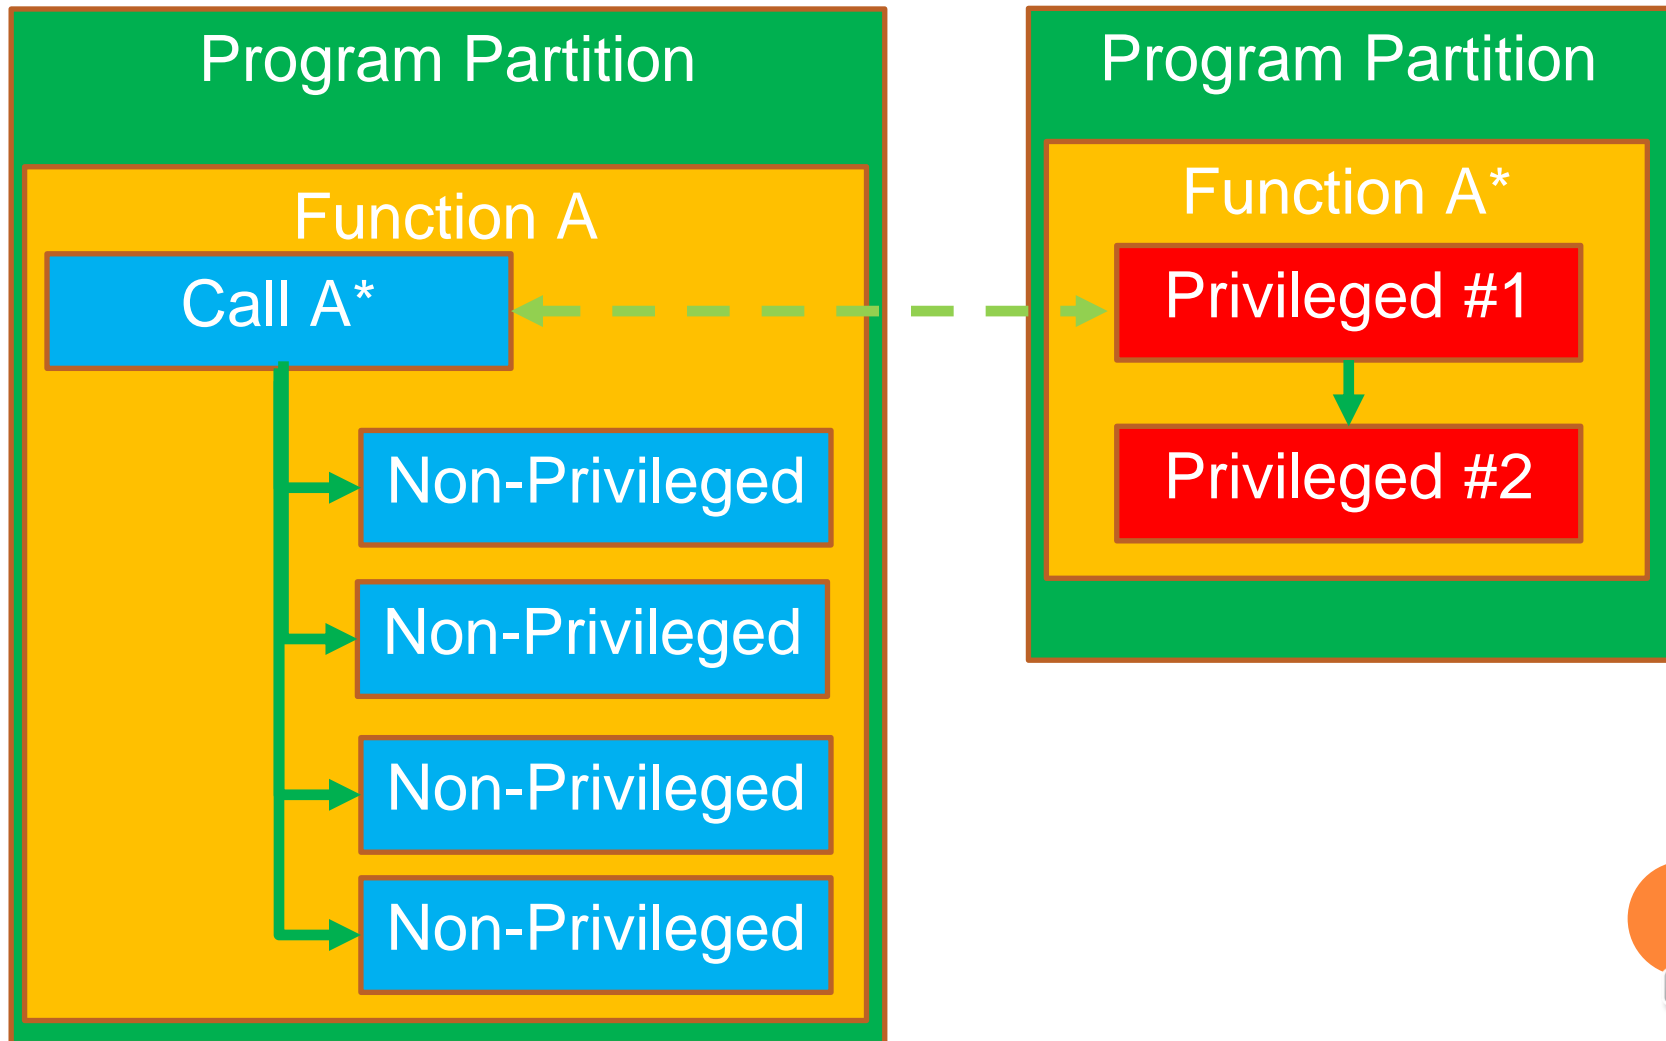 Program Partition
Function A
Call A*
Non-Privileged
Non-Privileged
Non-Privileged
Non-Privileged
Program Partition
Function A*
Privileged #1
Privileged #2